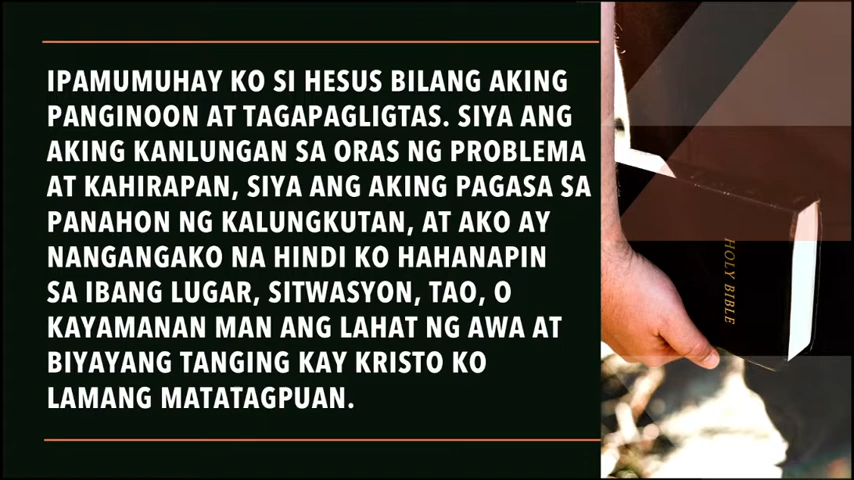 IPAMUMUHAY KO SI HESUS BILANG AKING
PANGINOON AT TAGAPAGLIGTAS. SIYA ANG
AKING KANLUNGAN SA ORAS NG PROBLEMA
AT KAHIRAPAN, SIYA ANG AKING PAGASA SA
PANAHON NG KALUNGKUTAN, AT AKO AY
NANGANGAKO NA HINDI KO HAHANAPIN
SA IBANG LUGAR, SITWASYON, TAO, O
KAYAMANAN MAN ANG LAHAT NG AWA AT
BIYAYANG TANGING KAY KRISTO KO
LAMANG MATATAGPUAN.
HOLY BIBLE